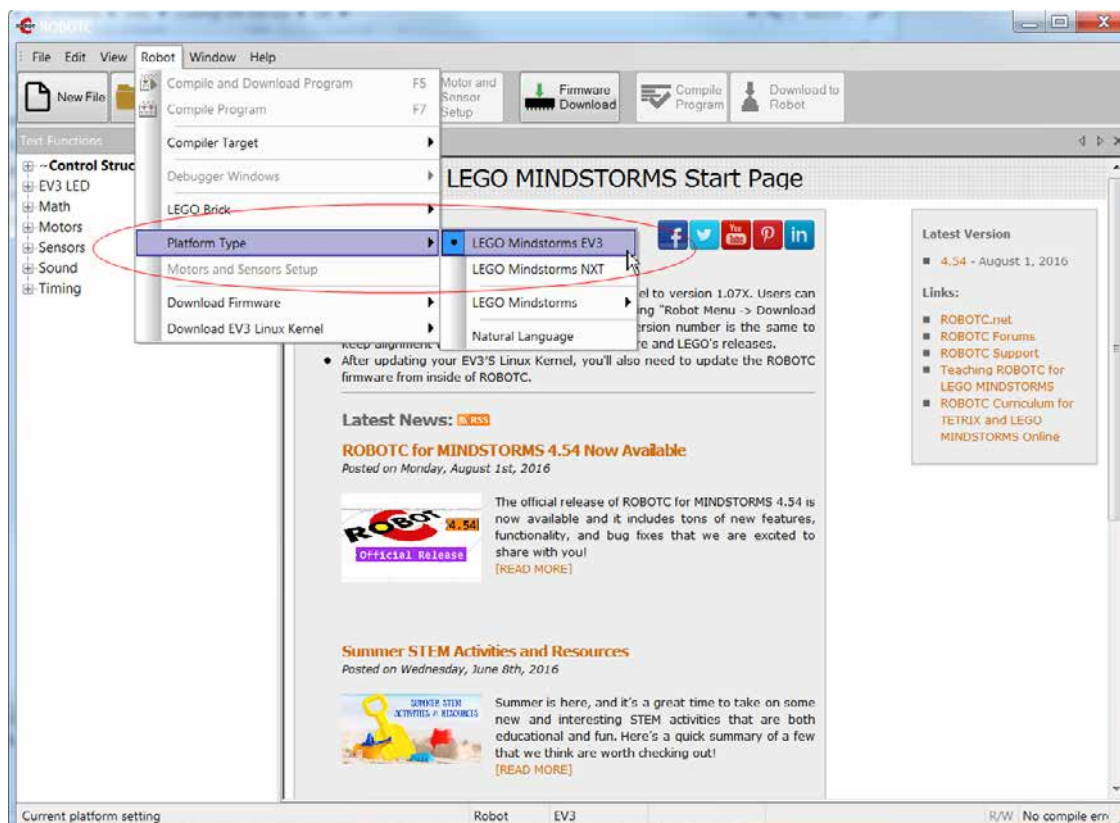 ROBOTC
File Edit View Robot Window Help
New File
Motor and Sensor Setup
Firmware Download
Compile Program
Download to Robot
Text Functions
~Control Struc
EV3 LED
Math
Motors
Sensors
Sound
Timing
Compile and Download Program F5
Compile Program F7
Compiler Target
Debugger Windows
LEGO Brick
Platform Type
Motors and Sensors Setup
Download Firmware
Download EV3 Linux Kernel
LEGO Mindstorms EV3
LEGO Mindstorms NXT
LEGO Mindstorms
Natural Language
LEGO MINDSTORMS Start Page
You Tube
in
el to version 1.07X. Users can
ng "Robot Menu -> Download
rsion number is the same to
keep alignment
re and LEGO's releases.
After updating your EV3'S Linux Kernel, you'll also need to update the ROBOTC
firmware from inside of ROBOTC.
Latest News: RSS
ROBOTC for MINDSTORMS 4.54 Now Available
Posted on Monday, August 1st, 2016
ROBOT
4.54
Official Release
The official release of ROBOTC for MINDSTORMS 4.54 is
now available and it includes tons of new features,
functionality, and bug fixes that we are excited to
share with you!
[READ MORE]
Summer STEM Activities and Resources
Posted on Wednesday, June 8th, 2016
SUMMER STEM
ACTIVITIES & RESOURCES
Summer is here, and it's a great time to take on some
new and interesting STEM activities that are both
educational and fun. Here's a quick summary of a few
that we think are worth checking out!
[READ MORE]
Latest Version
4.54 - August 1, 2016
Links:
ROBOTC.net
ROBOTC Forums
ROBOTC Support
Teaching ROBOTC for
LEGO MINDSTORMS
ROBOTC Curriculum for
TETRIX and LEGO
MINDSTORMS Online
Current platform setting
Robot
EV3
R/W
No compile erro